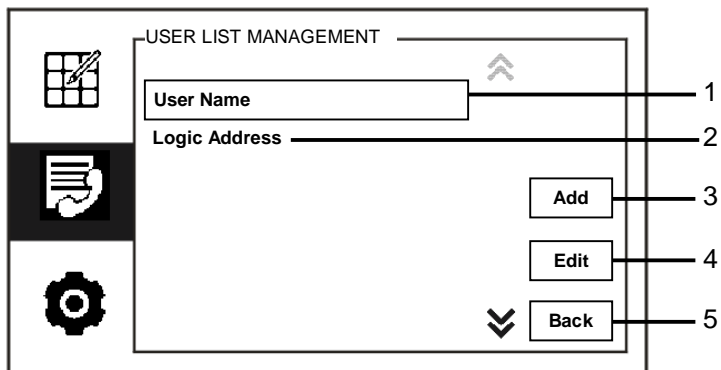 USER LIST MANAGEMENT
User Name 1
Logic Address 2
Add 3
Edit 4
Back 5